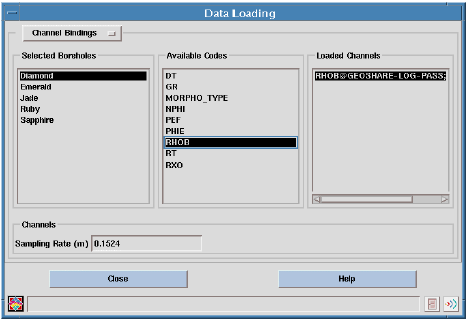 Data Loading
Channel Bindings
Selected Boreholes
Available Codes
Loaded Channels
Diamond
Emerald
Jade
Ruby
Sapphire
DT
GR
MORPHO_TYPE
NPHI
PEF
PHIE
RHOB
RT
RXO
RHOB@GEOSHARE-LOG-PASS;
Channels
Sampling Rate (m) 0.1524
Close
Help